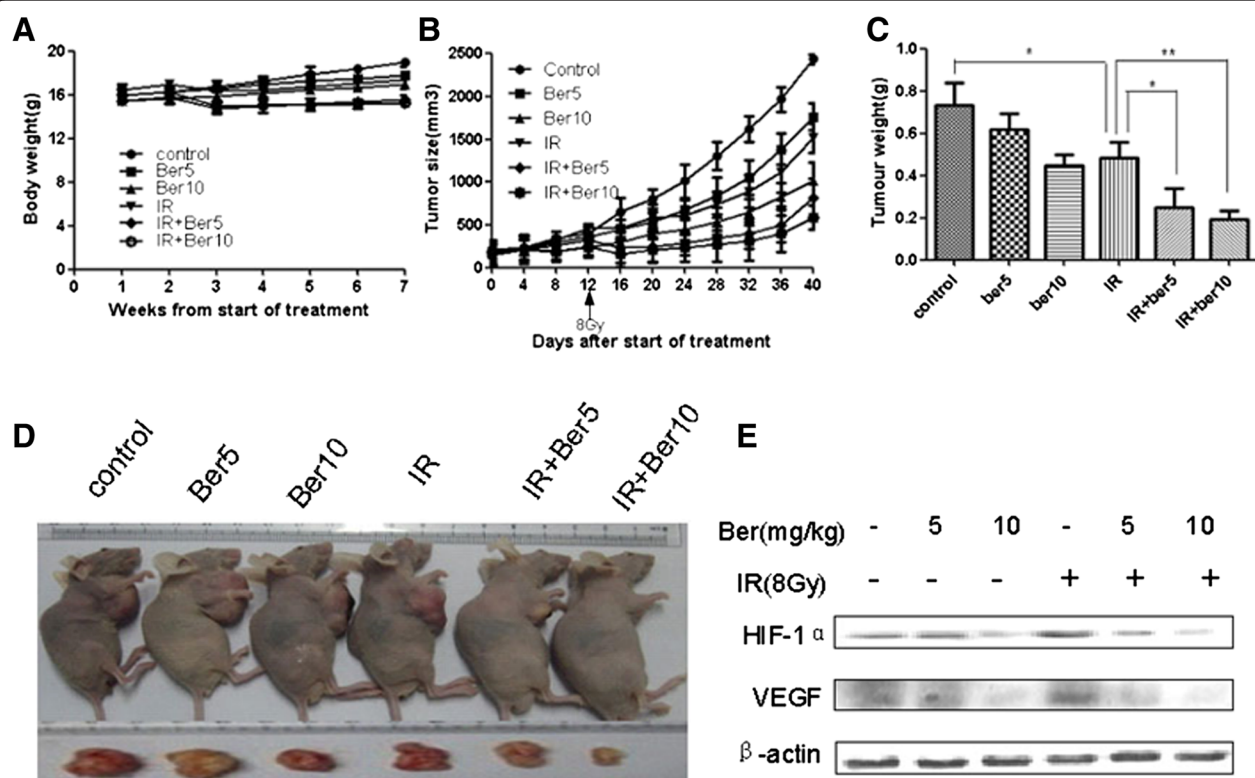 A
Body weight(g)
20
16
12
8
4
0
control
Ber5
Ber10
IR
IR+Ber5
IR+Ber10
0 1 2 3 4 5 6 7
Weeks from start of treatment
B
Tumor size(mm3)
2500
2000
1500
1000
500
0
Control
Ber5
Ber10
IR
IR+Ber5
IR+Ber10
0 4 8 12 16 20 24 28 32 36 40
8Gy
Days after start of treatment
C
Tumour weight(g)
1.0
0.8
0.6
0.4
0.2
0.0
* **
*
control ber5 ber10 IR IR+ber5 IR+ber10
D
control Ber5 Ber10 IR IR+Ber5 IR+Ber10
E
Ber(mg/kg) - 5 10 - 5 10
IR(8Gy) - - - + + +
HIF-1 α
VEGF
β-actin